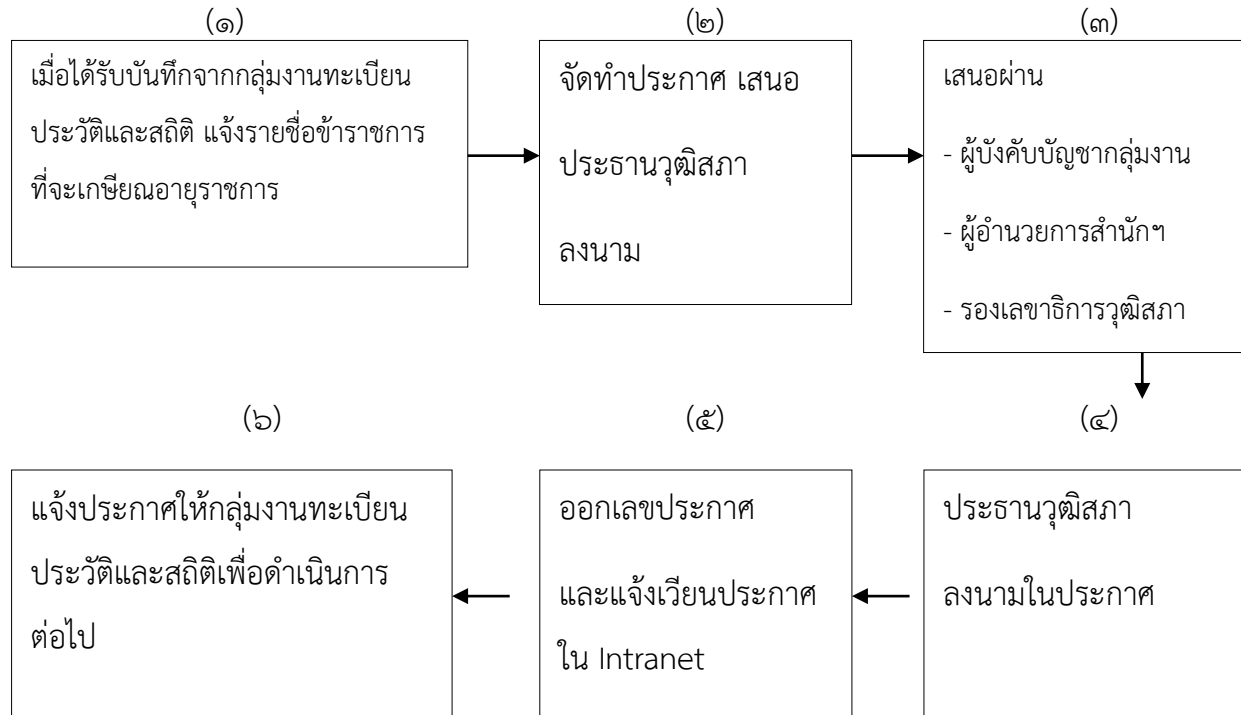 (๑)
เมื่อได้รับบันทึกจากกลุ่มงานทะเบียน
ประวัติและสถิติ แจ้งรายชื่อข้าราชการ
ที่จะเกษียณอายุราชการ
(๒)
จัดทำประกาศ เสนอ
ประธานวุฒิสภา
ลงนาม
(๓)
เสนอผ่าน
- ผู้บังคับบัญชากลุ่มงาน
- ผู้อำนวยการสำนักฯ
- รองเลขาธิการวุฒิสภา
(๔)
ประธานวุฒิสภา
ลงนามในประกาศ
(๕)
ออกเลขประกาศ
และแจ้งเวียนประกาศ
ใน Intranet
(๖)
แจ้งประกาศให้กลุ่มงานทะเบียน
ประวัติและสถิติเพื่อดำเนินการ
ต่อไป